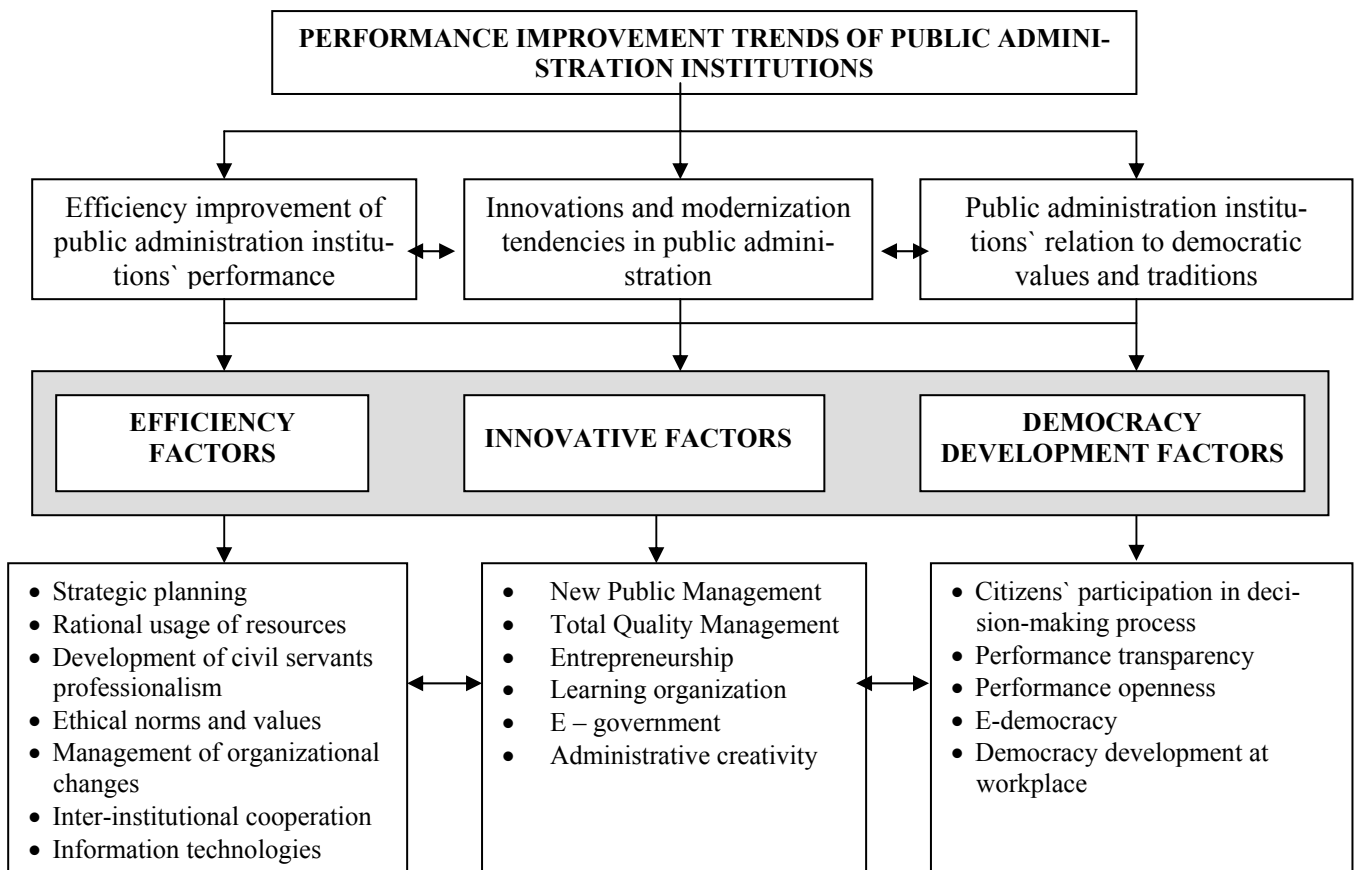 PERFORMANCE IMPROVEMENT TRENDS OF PUBLIC ADMINI-
STRATION INSTITUTIONS
Efficiency improvement of
public administration institu-
tions` performance
Innovations and modernization
tendencies in public admini-
stration
Public administration institu-
tions` relation to democratic
values and traditions
EFFICIENCY
FACTORS
INNOVATIVE FACTORS
DEMOCRACY
DEVELOPMENT FACTORS
• Strategic planning
• Rational usage of resources
• Development of civil servants
professionalism
• Ethical norms and values
• Management of organizational
changes
• Inter-institutional cooperation
• Information technologies
• New Public Management
• Total Quality Management
• Entrepreneurship
• Learning organization
• E – government
• Administrative creativity
• Citizens` participation in deci-
sion-making process
• Performance transparency
• Performance openness
• E-democracy
• Democracy development at
workplace